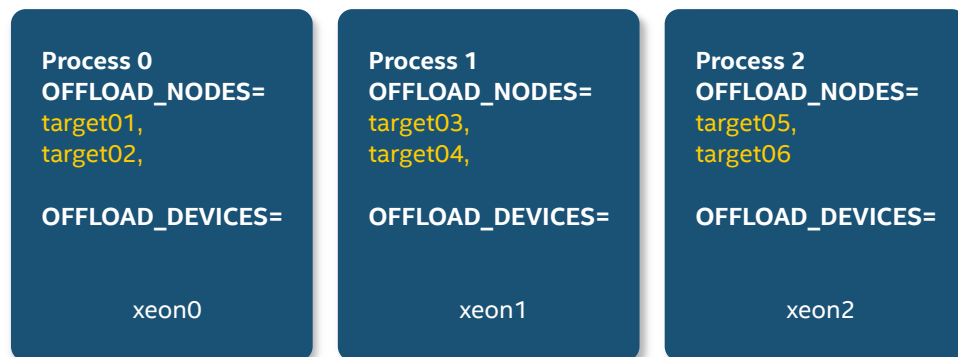 Process 0
OFFLOAD_NODES=
target01,
target02,
OFFLOAD_DEVICES=
xeon0
Process 1
OFFLOAD_NODES=
target03,
target04,
OFFLOAD_DEVICES=
xeon1
Process 2
OFFLOAD_NODES=
target05,
target06
OFFLOAD_DEVICES=
xeon2